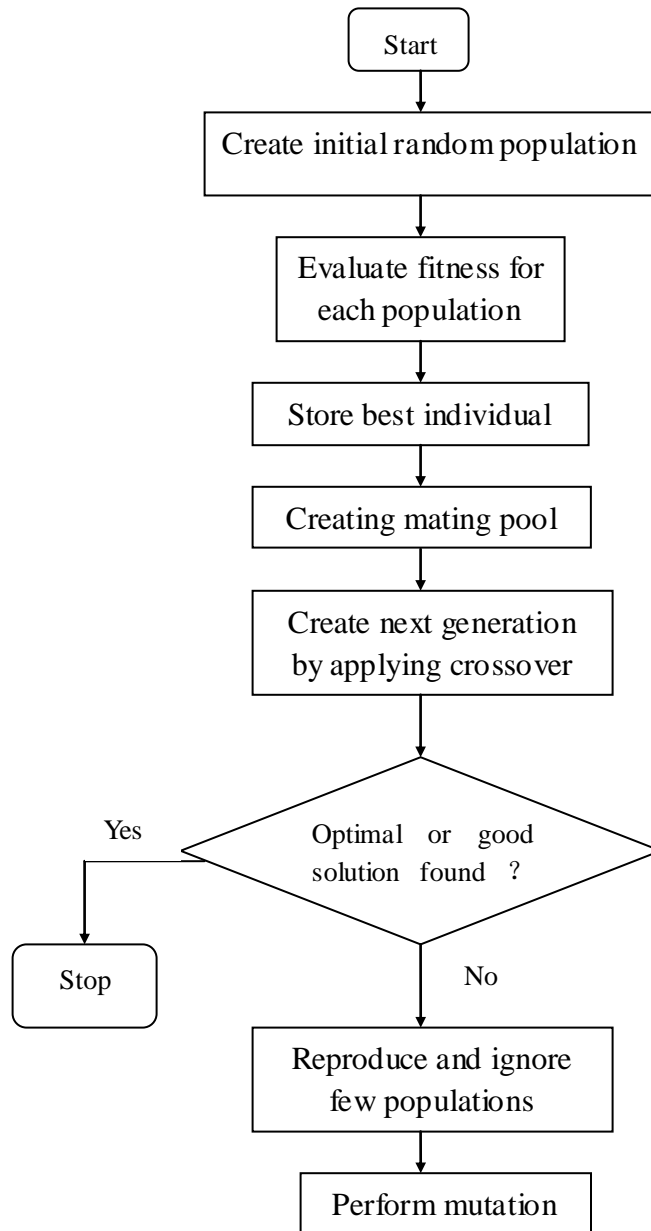 Start
Create initial random population
Evaluate fitness for
each population
Store best individual
Creating mating pool
Create next generation
by applying crossover
Yes
Optimal or good
solution found ？
Stop
No
Reproduce and ignore
few populations
Perform mutation